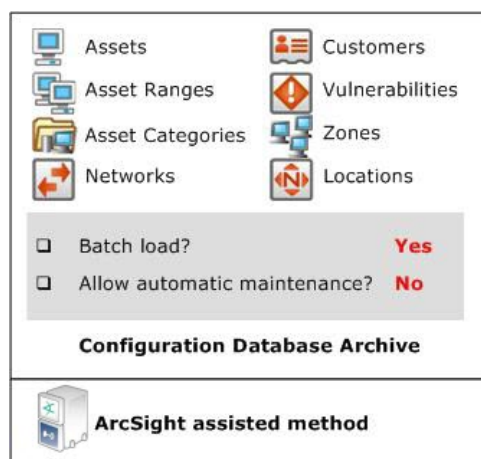 Assets
Customers
Asset Ranges
Vulnerabilities
Asset Categories
Zones
Networks
N
Locations
Batch load? Yes
Allow automatic maintenance? No
Configuration Database Archive
ArcSight assisted method